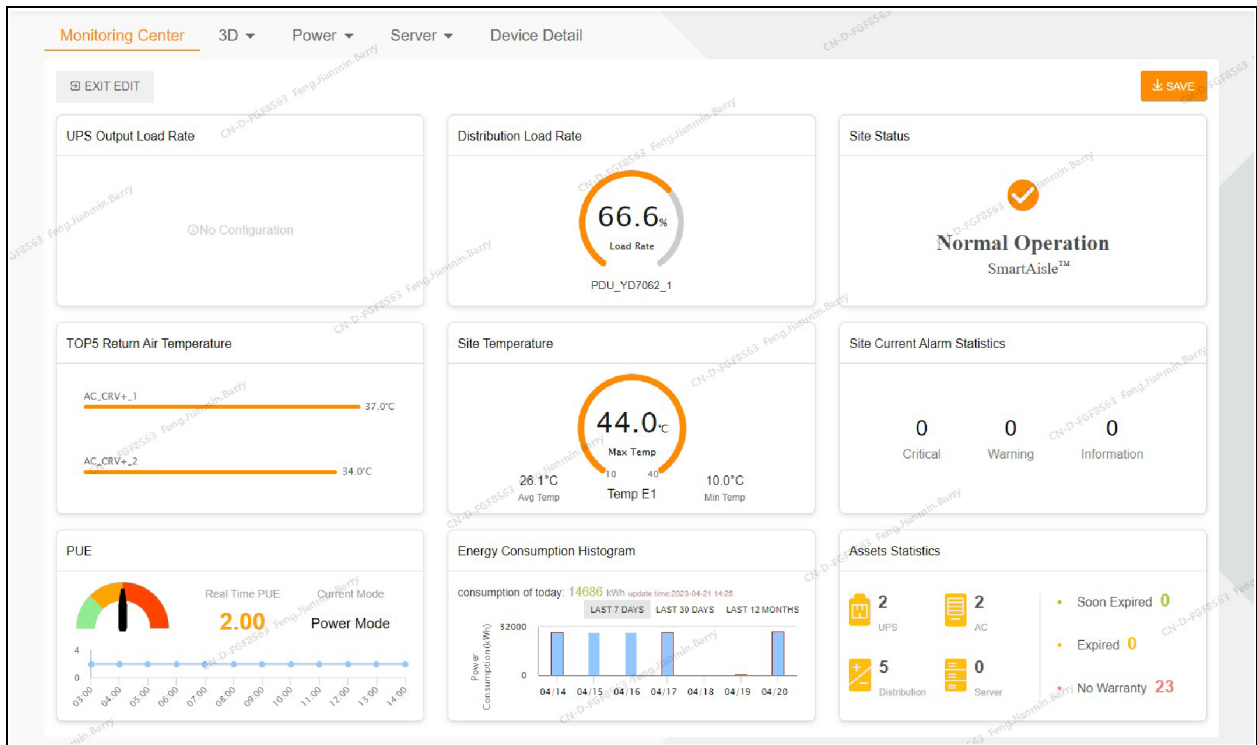 Monitoring Center 3D Power Server Device Detail
EXIT EDIT
SAVE
UPS Output Load Rate
No Configuration
Distribution Load Rate
66.6%
Load Rate
PDU_YD7062_1
Site Status
Normal Operation
SmartAisle™
TOP5 Return Air Temperature
AC_CRV+_1
37.0°C
AC_CRV+_2
34.0°C
Site Temperature
44.0°C
Max Temp
10 40
26.1°C
Avg Temp
Temp E1
10.0°C
Min Temp
Site Current Alarm Statistics
0 0 0
Critical Warning Information
PUE
Real Time PUE
2.00
Current Mode
Power Mode
4
0
03:00 04:00 05:00 06:00 07:00 08:00 09:00 10:00 11:00 12:00 13:00 14:00
Energy Consumption Histogram
consumption of today: 14686 kWh update time:2023-04-21 14:26
LAST 7 DAYS LAST 30 DAYS LAST 12 MONTHS
Power
Consumption(kWh)
32000
0
04/14 04/15 04/16 04/17 04/18 04/19 04/20
Assets Statistics
2
UPS
2
AC
5
Distribution
0
Server
Soon Expired 0
Expired 0
No Warranty 23
CN-D-FGF8S63 Feng.Jianmin.Barry